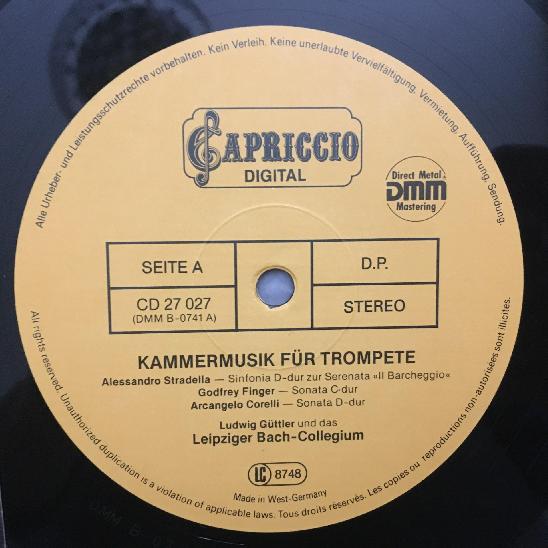 Alle Urheber- und Leistungsschutzrechte vorbehalten. Kein Verleih. Keine unerlaubte Vervielfältigung, Vermietung, Aufführung, Sendung.
CAPRICCIO
DIGITAL
Direct Metal
DMM
Mastering
SEITE A
D.P.
CD 27 027
(DMM B-0741 A)
STEREO
KAMMERMUSIK FÜR TROMPETE
Alessandro Stradella — Sinfonia D-dur zur Serenata »Il Barcheggio«
Godfrey Finger — Sonata C-dur
Arcangelo Corelli — Sonata D-dur
Ludwig Güttler und das
Leipziger Bach-Collegium
LC 8748
Made in West-Germany
All rights reserved. Unauthorized duplication is a violation of applicable laws. Tous droits réservés. Les copies ou reproductions non-autorisées sont illicites.